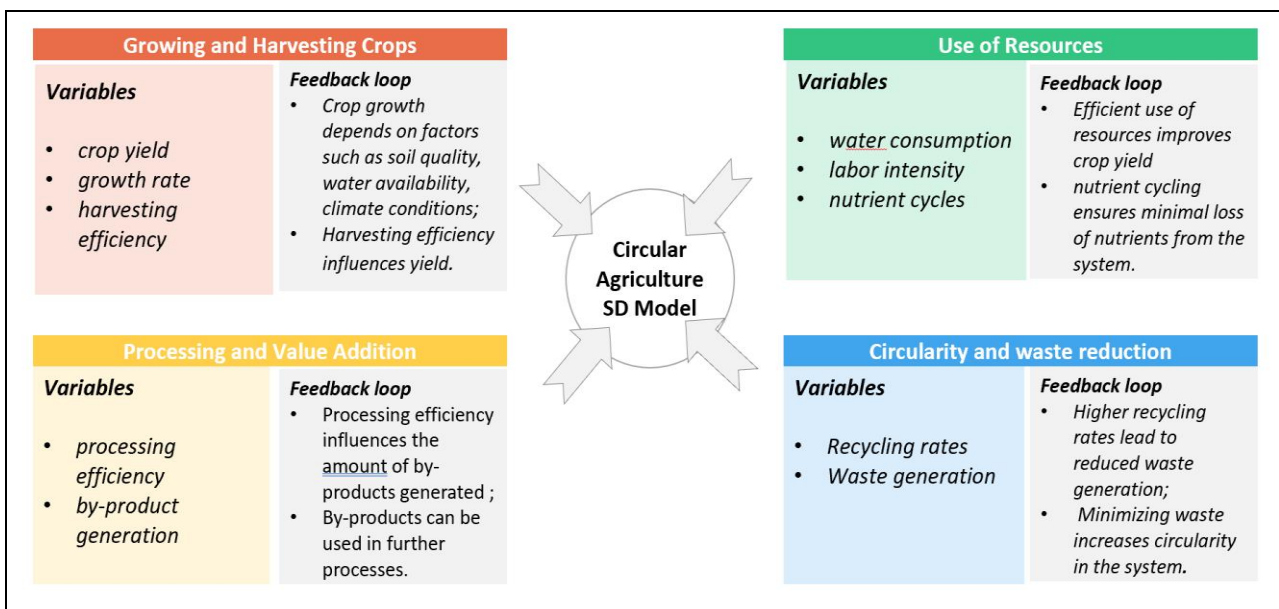 Growing and Harvesting Crops
Variables
• crop yield
• growth rate
• harvesting
efficiency
Feedback loop
• Crop growth
depends on factors
such as soil quality,
water availability,
climate conditions;
• Harvesting efficiency
influences yield.
Use of Resources
Variables
• water consumption
• labor intensity
• nutrient cycles
Feedback loop
• Efficient use of
resources improves
crop yield
• nutrient cycling
ensures minimal loss
of nutrients from the
system.
Circular
Agriculture
SD Model
Processing and Value Addition
Variables
• processing
efficiency
• by-product
generation
Feedback loop
• Processing efficiency
influences the
amount of by-
products generated ;
• By-products can be
used in further
processes.
Circularity and waste reduction
Variables
• Recycling rates
• Waste generation
Feedback loop
• Higher recycling
rates lead to
reduced waste
generation;
• Minimizing waste
increases circularity
in the system.